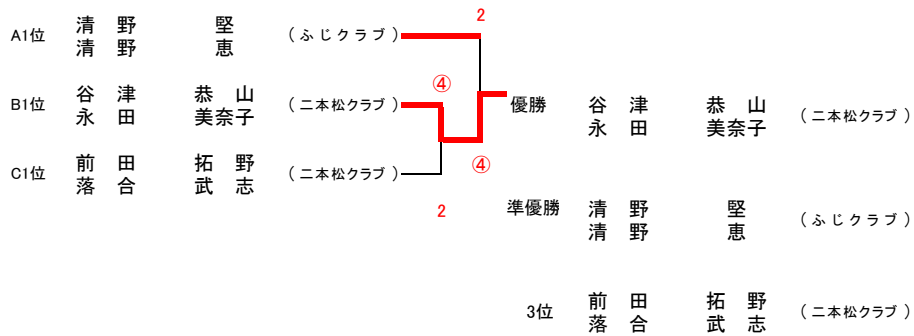 2
A1位 清 野 堅 (ふじクラブ)
清 野 恵
④
B1位 谷 津 恭 山 (二本松クラブ)
永 田 美奈子
優勝 谷 津 恭 山 (二本松クラブ)
永 田 美奈子
④
C1位 前 田 拓 野 (二本松クラブ)
落 合 武 志
2
準優勝 清 野 堅 (ふじクラブ)
清 野 恵
3位 前 田 拓 野 (二本松クラブ)
落 合 武 志